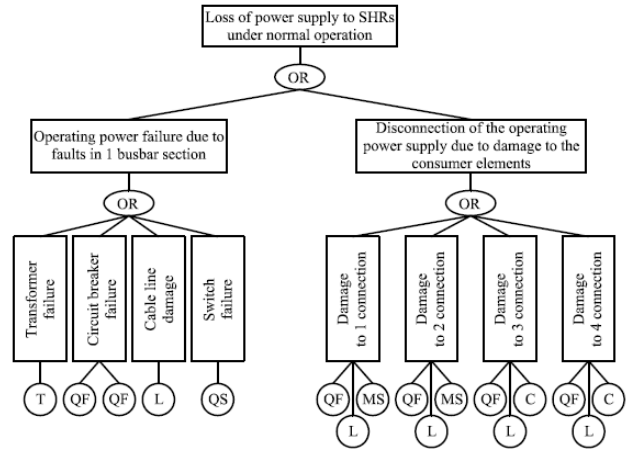 Loss of power supply to SHRs
under normal operation
OR
Operating power failure due to
faults in 1 busbar section
Disconnection of the operating
power supply due to damage to the
consumer elements
OR
OR
Transformer
failure
Circuit breaker
failure
Cable line
damage
Switch
failure
Damage
to 1 connection
Damage
to 2 connection
Damage
to 3 connection
Damage
to 4 connection
T
QF
QF
L
QS
QF
MS
QF
MS
QF
C
QF
C
L
L
L
L